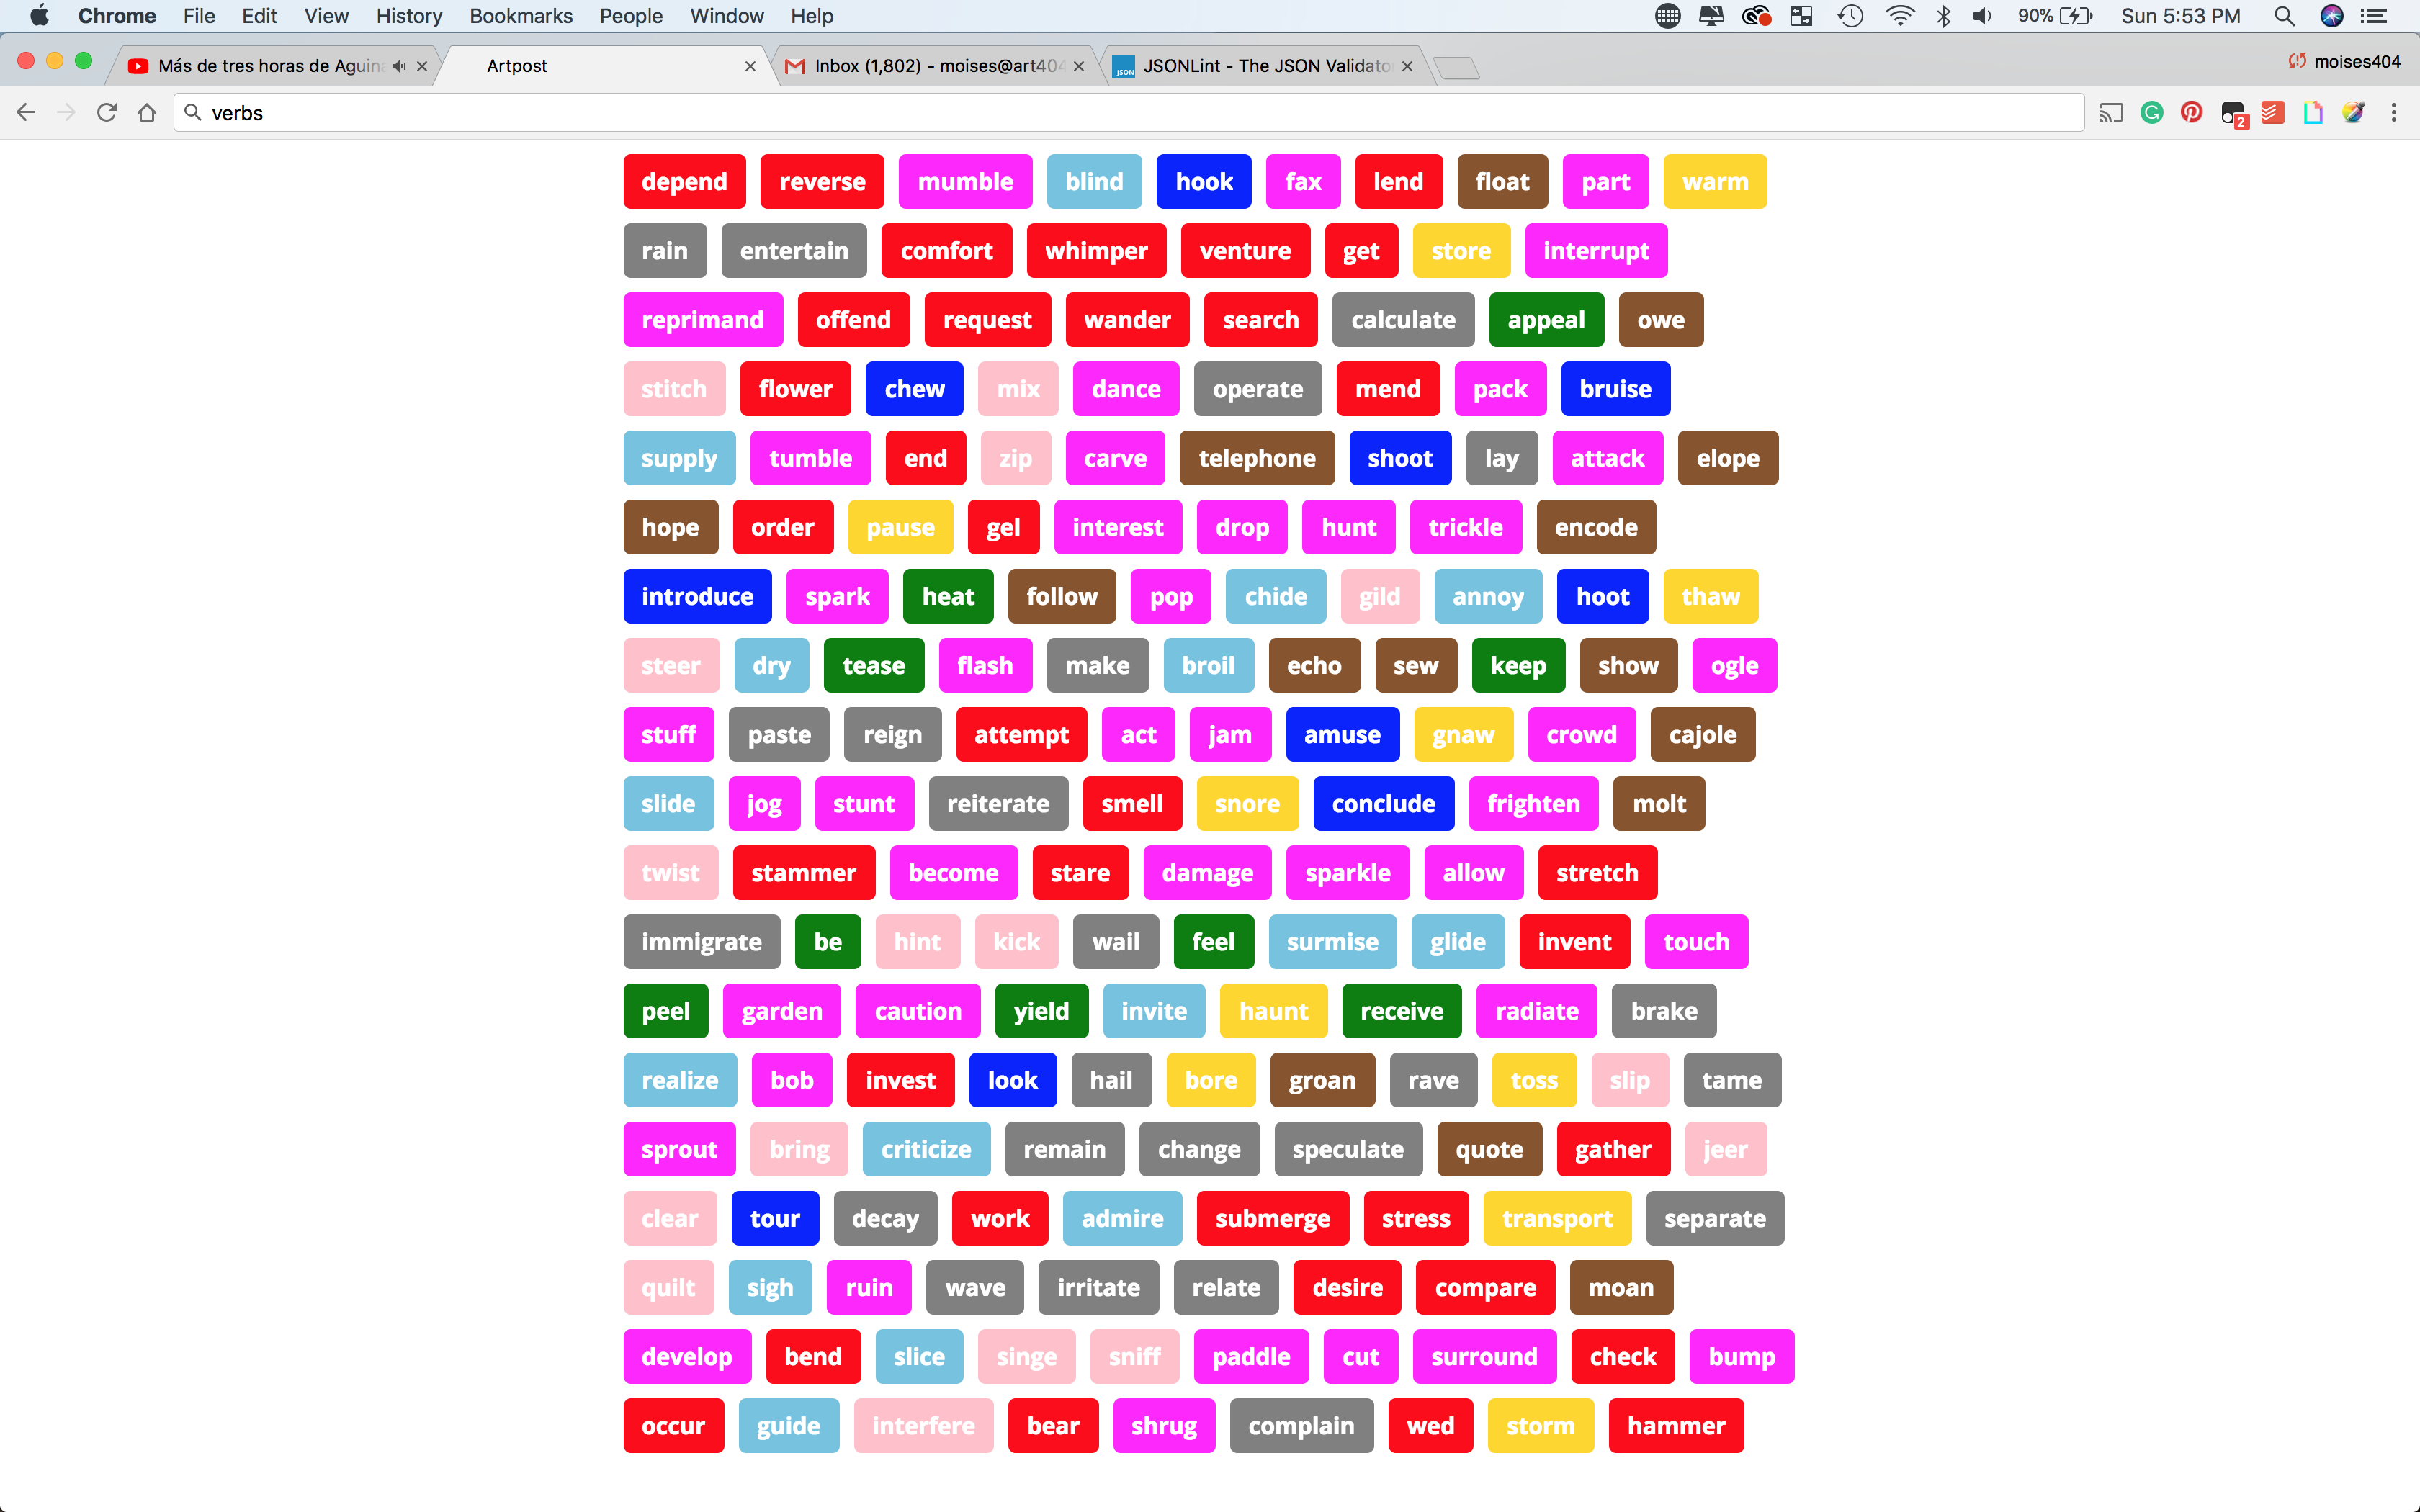 Chrome File Edit View History Bookmarks People Window Help 90% Sun 5:53 PM
Más de tres horas de Aguina Artpost Inbox (1,802) - moises@art404 JSONLint - The JSON Validator moises404
verbs 2
depend reverse mumble blind hook fax lend float part warm
rain entertain comfort whimper venture get store interrupt
reprimand offend request wander search calculate appeal owe
stitch flower chew mix dance operate mend pack bruise
supply tumble end zip carve telephone shoot lay attack elope
hope order pause gel interest drop hunt trickle encode
introduce spark heat follow pop chide gild annoy hoot thaw
steer dry tease flash make broil echo sew keep show ogle
stuff paste reign attempt act jam amuse gnaw crowd cajole
slide jog stunt reiterate smell snore conclude frighten molt
twist stammer become stare damage sparkle allow stretch
immigrate be hint kick wail feel surmise glide invent touch
peel garden caution yield invite haunt receive radiate brake
realize bob invest look hail bore groan rave toss slip tame
sprout bring criticize remain change speculate quote gather jeer
clear tour decay work admire submerge stress transport separate
quilt sigh ruin wave irritate relate desire compare moan
develop bend slice singe sniff paddle cut surround check bump
occur guide interfere bear shrug complain wed storm hammer